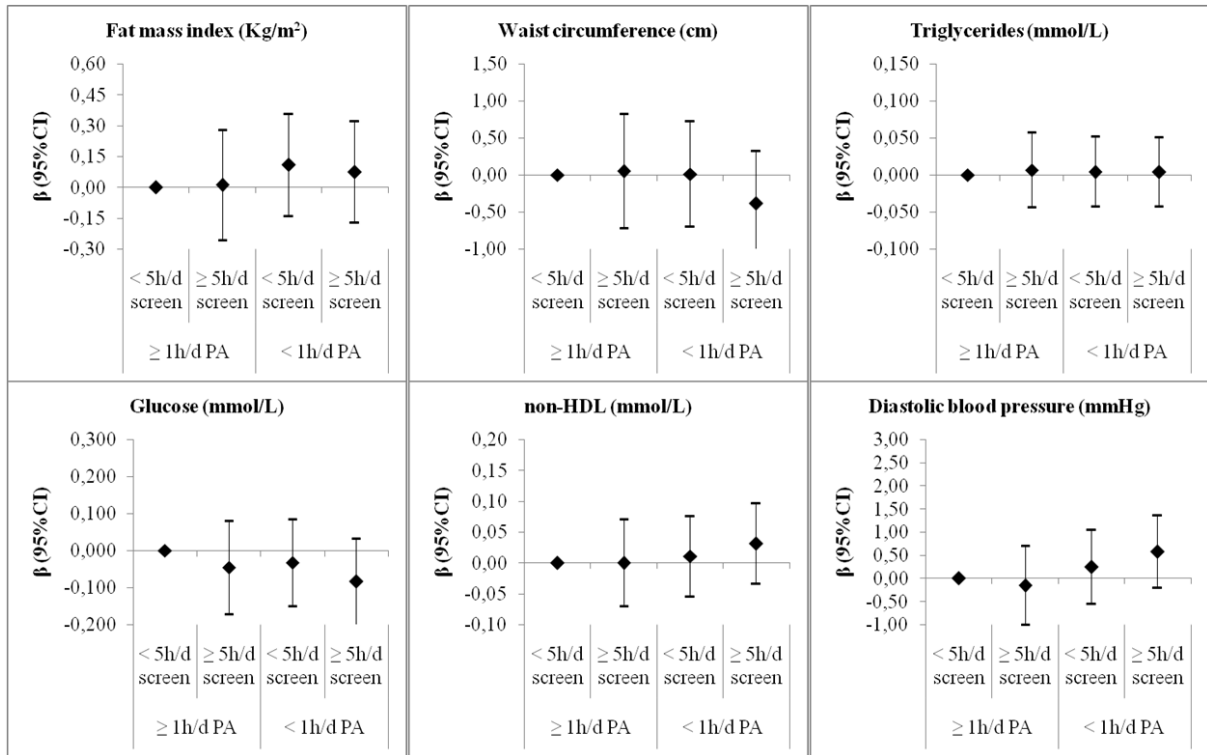 Fat mass index (Kg/m²)
β (95%CI)
0,60
0,45
0,30
0,15
0,00
-0,15
-0,30
< 5h/d ≥ 5h/d < 5h/d ≥ 5h/d
screen screen screen screen
≥ 1h/d PA < 1h/d PA
Waist circumference (cm)
β (95%CI)
1,50
1,00
0,50
0,00
-0,50
-1,00
< 5h/d ≥ 5h/d < 5h/d ≥ 5h/d
screen screen screen screen
≥ 1h/d PA < 1h/d PA
Triglycerides (mmol/L)
β (95%CI)
0,150
0,100
0,050
0,000
-0,050
-0,100
< 5h/d ≥ 5h/d < 5h/d ≥ 5h/d
screen screen screen screen
≥ 1h/d PA < 1h/d PA
Glucose (mmol/L)
β (95%CI)
0,300
0,200
0,100
0,000
-0,100
-0,200
< 5h/d ≥ 5h/d < 5h/d ≥ 5h/d
screen screen screen screen
≥ 1h/d PA < 1h/d PA
non-HDL (mmol/L)
β (95%CI)
0,20
0,15
0,10
0,05
0,00
-0,05
-0,10
< 5h/d ≥ 5h/d < 5h/d ≥ 5h/d
screen screen screen screen
≥ 1h/d PA < 1h/d PA
Diastolic blood pressure (mmHg)
β (95%CI)
3,00
2,50
2,00
1,50
1,00
0,50
0,00
-0,50
-1,00
< 5h/d ≥ 5h/d < 5h/d ≥ 5h/d
screen screen screen screen
≥ 1h/d PA < 1h/d PA